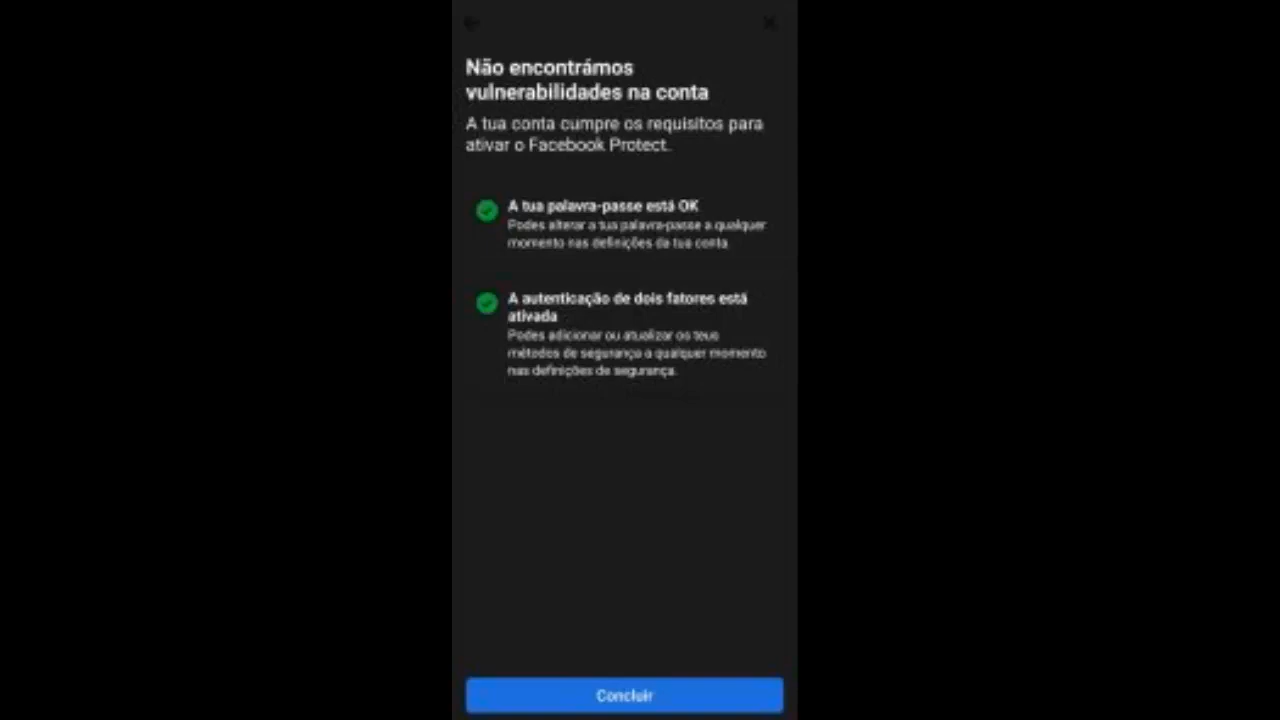 Não encontrámos
vulnerabilidades na conta
A tua conta cumpre os requisitos para
ativar o Facebook Protect.
A tua palavra-passe está OK
Podes alterar a tua palavra-passe a qualquer
momento nas definições da tua conta.
A autenticação de dois fatores está
ativada
Podes adicionar ou atualizar os teus
métodos de segurança a qualquer momento
nas definições de segurança.
Concluir